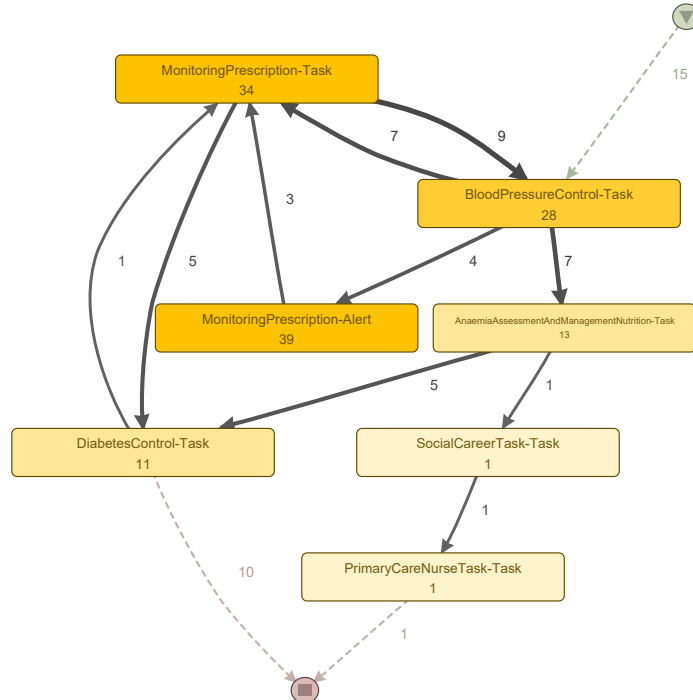 MonitoringPrescription-Task
34
15
7
9
BloodPressureControl-Task
28
3
1
5
4
7
MonitoringPrescription-Alert
39
AnaemiaAssessmentAndManagementNutrition-Task
13
5
1
DiabetesControl-Task
11
SocialCareerTask-Task
1
1
PrimaryCareNurseTask-Task
1
10
1